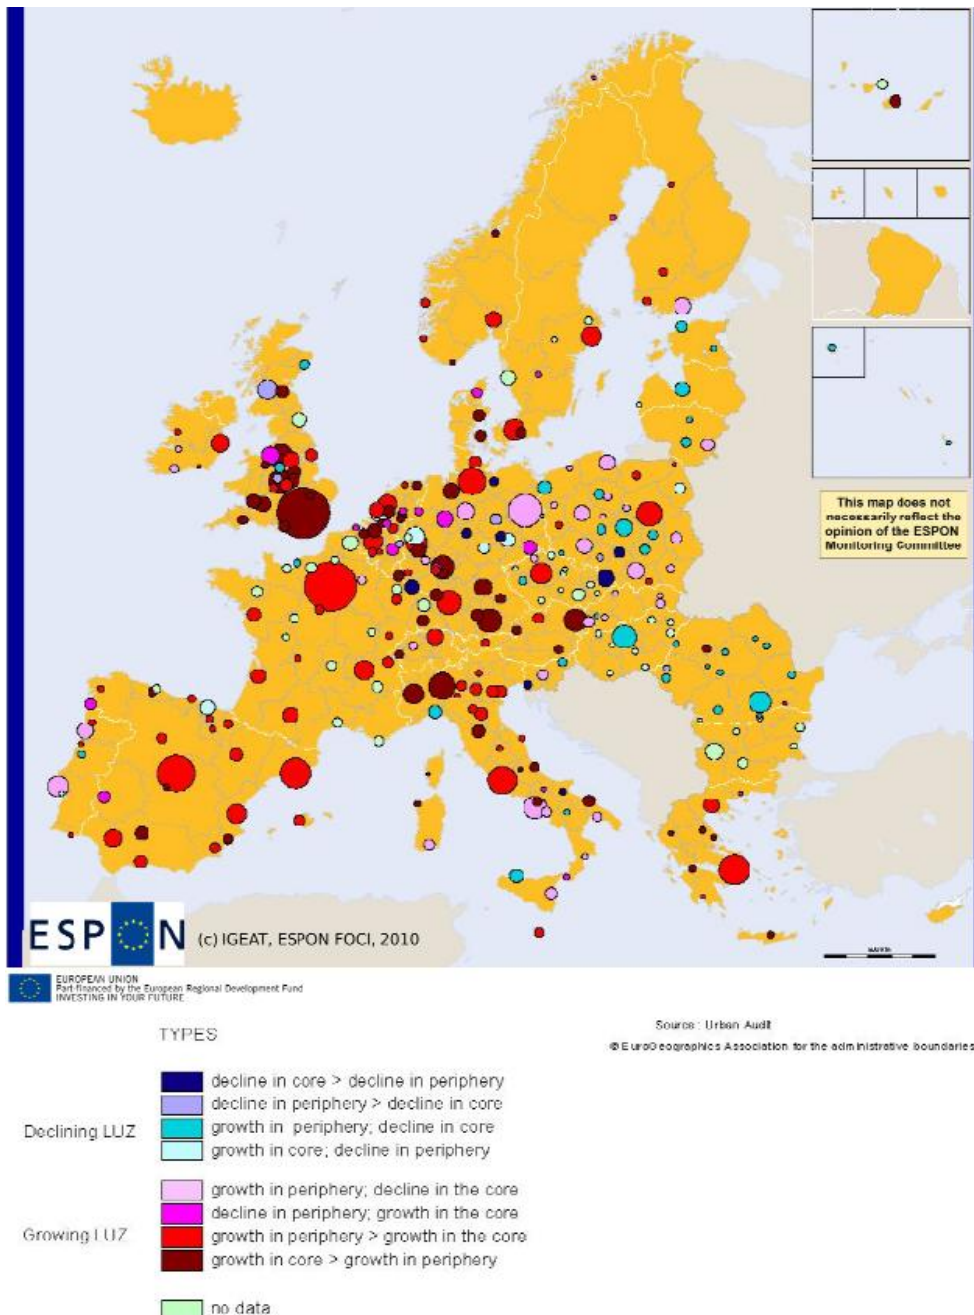 This map does not
necessarily reflect the
opinion of the ESPON
Monitoring Committee
ESPON
(c) IGEAT, ESPON FOCI, 2010
EUROPEAN UNION
Part-financed by the European Regional Development Fund
INVESTING IN YOUR FUTURE
TYPES
Source : Urban Audit
© EuroGeographics Association for the administrative boundaries
Declining LUZ
decline in core > decline in periphery
decline in periphery > decline in core
growth in periphery; decline in core
growth in core; decline in periphery
Growing LUZ
growth in periphery; decline in the core
decline in periphery; growth in the core
growth in periphery > growth in the core
growth in core > growth in periphery
no data